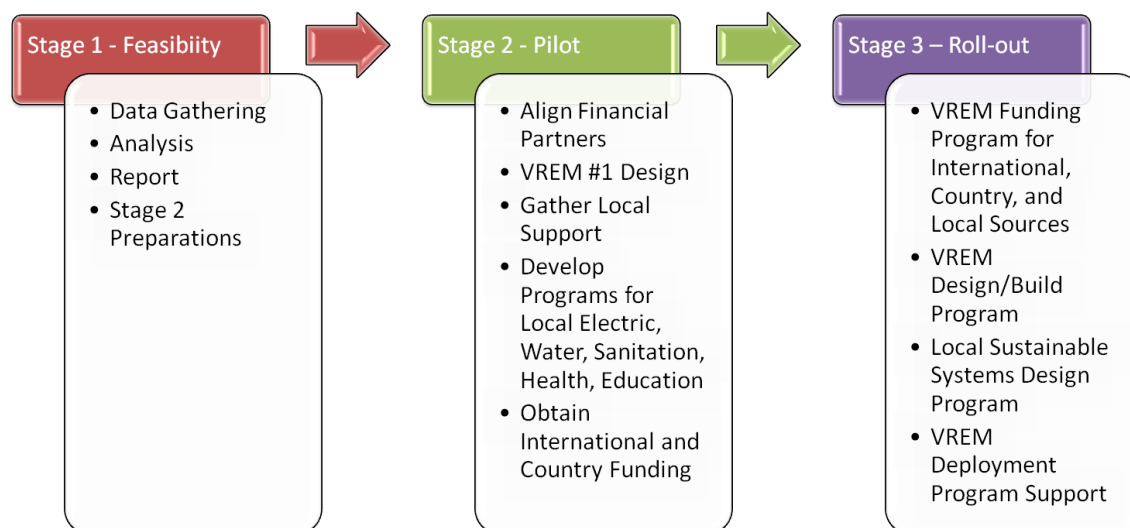 Stage 1 - Feasibiity
• Data Gathering
• Analysis
• Report
• Stage 2
Preparations
Stage 2 - Pilot
• Align Financial
Partners
• VREM #1 Design
• Gather Local
Support
• Develop
Programs for
Local Electric,
Water, Sanitation,
Health, Education
• Obtain
International and
Country Funding
Stage 3 – Roll-out
• VREM Funding
Program for
International,
Country, and
Local Sources
• VREM
Design/Build
Program
• Local Sustainable
Systems Design
Program
• VREM
Deployment
Program Support